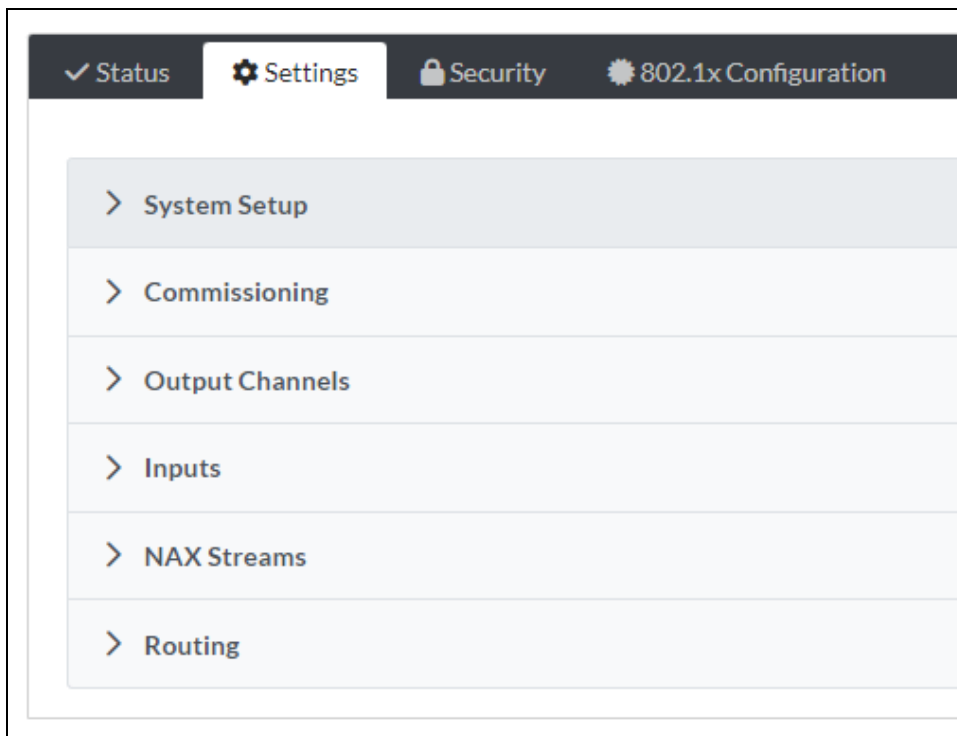 Status Settings Security 802.1x Configuration
System Setup
Commissioning
Output Channels
Inputs
NAX Streams
Routing